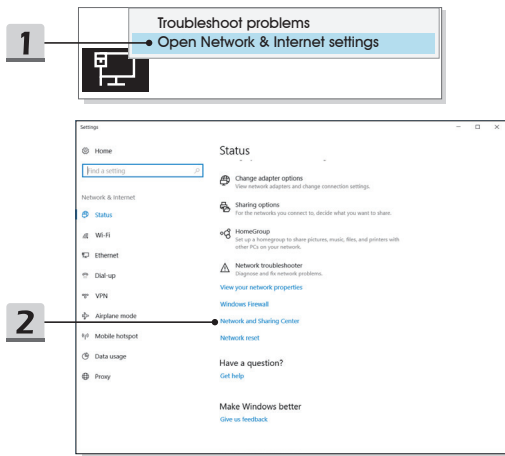 Troubleshoot problems
1
Open Network & Internet settings
Settings
Home
Status
Find a setting
Change adapter options
View network adapters and change connection settings.
Network & Internet
Sharing options
For the networks you connect to, decide what you want to share.
Status
Wi-Fi
HomeGroup
Set up a homegroup to share pictures, music, files, and printers with
other PCs on your network.
Ethernet
Dial-up
Network troubleshooter
Diagnose and fix network problems.
View your network properties
VPN
Windows Firewall
Airplane mode
2
Network and Sharing Center
Mobile hotspot
Network reset
Data usage
Have a question?
Proxy
Get help
Make Windows better
Give us feedback